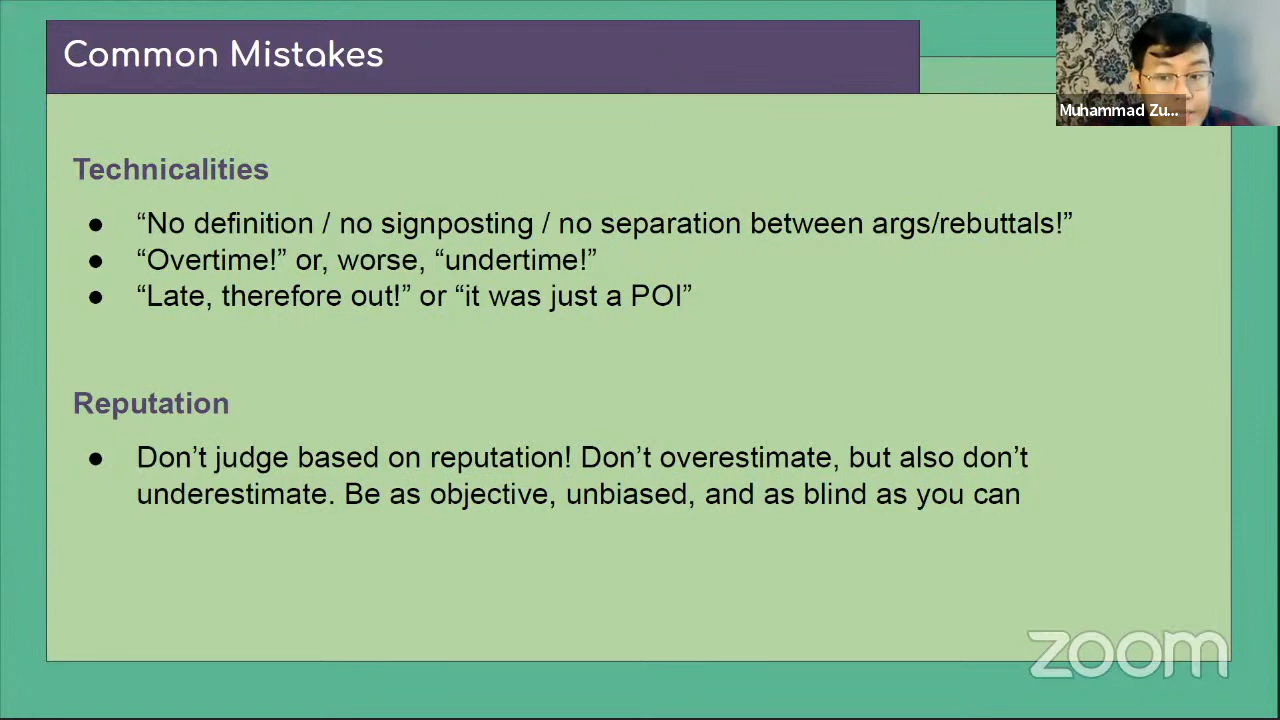 Common Mistakes
Muhammad Zu...
Technicalities
● “No definition / no signposting / no separation between args/rebuttals!”
● “Overtime!” or, worse, “undertime!”
● “Late, therefore out!” or “it was just a POI”
Reputation
● Don’t judge based on reputation! Don’t overestimate, but also don’t
underestimate. Be as objective, unbiased, and as blind as you can
zoom